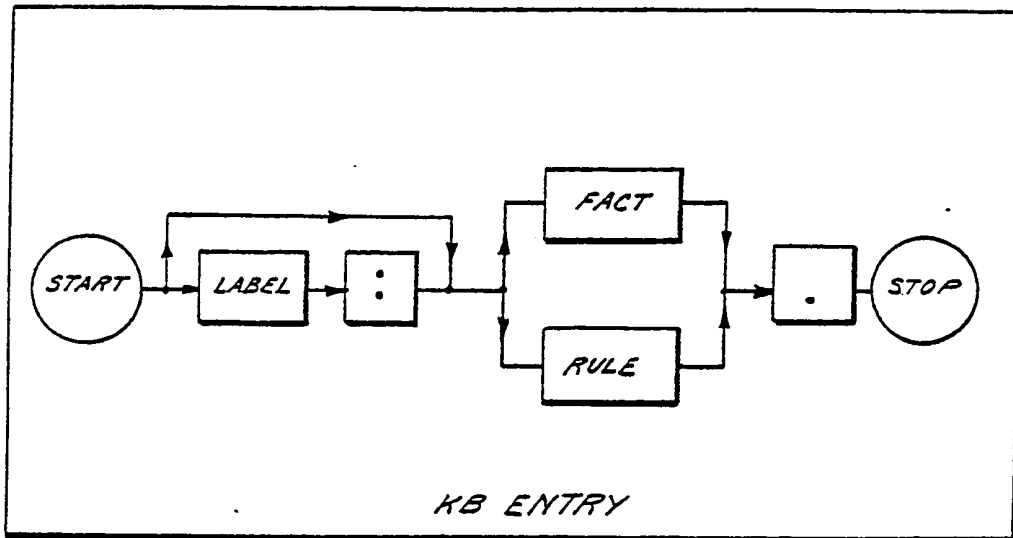 FACT
START
LABEL
:
.
STOP
RULE
KB ENTRY